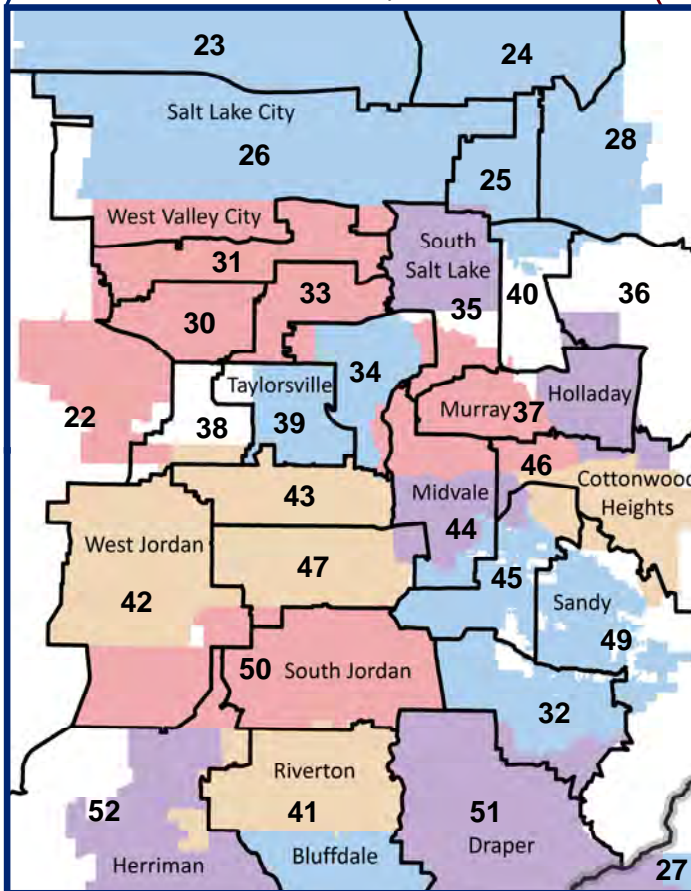 23
24
Salt Lake City
26
28
25
West Valley City
South
Salt Lake
31
33
35
40
36
30
34
Taylorsville
Holladay
22
38
39
Murray 37
46
Cottonwood
Heights
43
Midvale
44
West Jordan
42
47
45
Sandy
49
50 South Jordan
32
Riverton
41
52
51
Draper
Bluffdale
Herriman
27